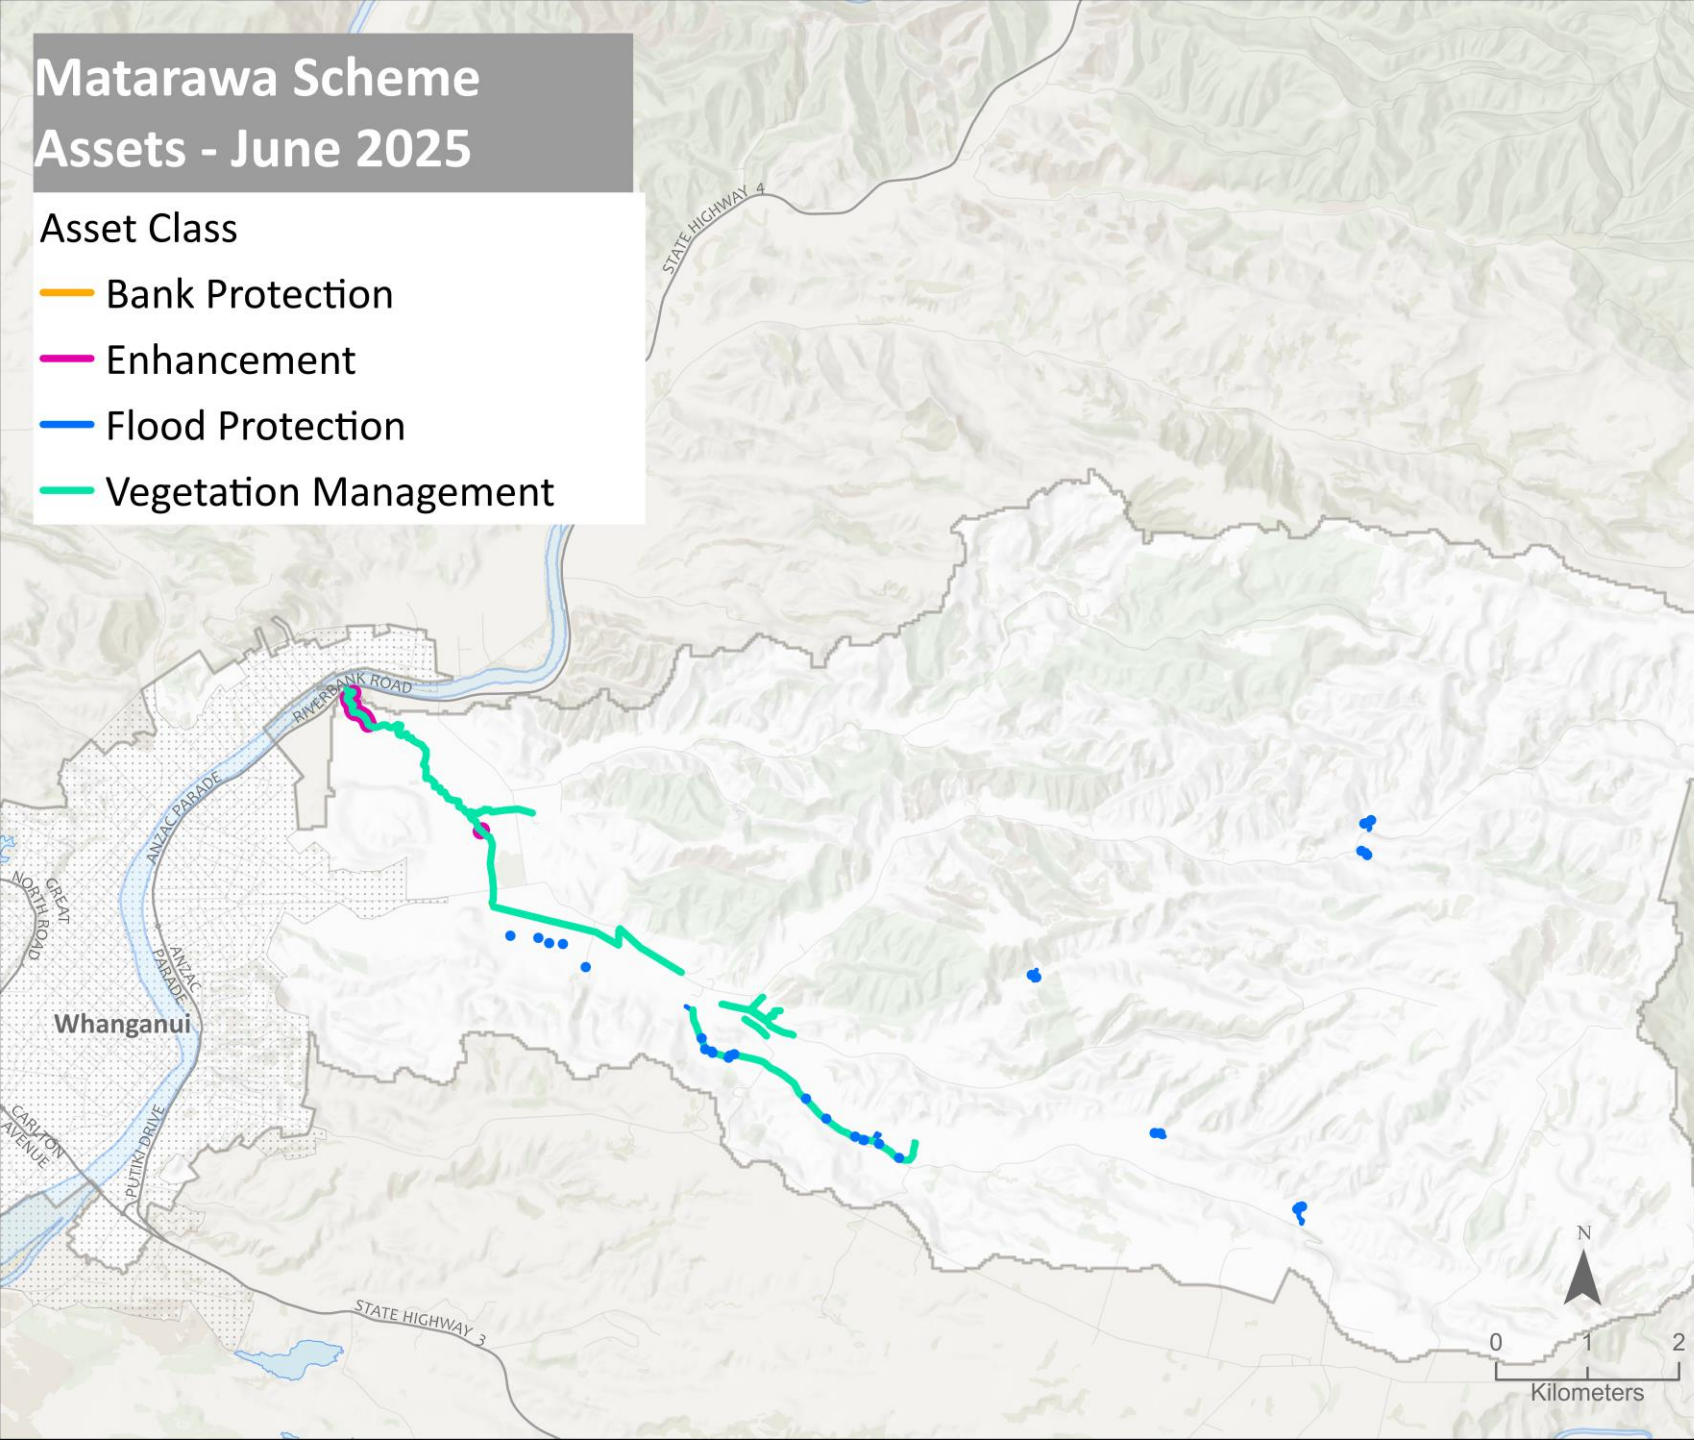 Matarawa Scheme
Assets - June 2025
Asset Class
Bank Protection
Enhancement
Flood Protection
Vegetation Management
STATE HIGHWAY 4
RIVERBANK ROAD
ANZAC PARADE
GREAT
NORTH ROAD
ANZAC
PARADE
Whanganui
CARLTON
AVENUE
PUTIKI DRIVE
STATE HIGHWAY 3
N
0 1 2
Kilometers